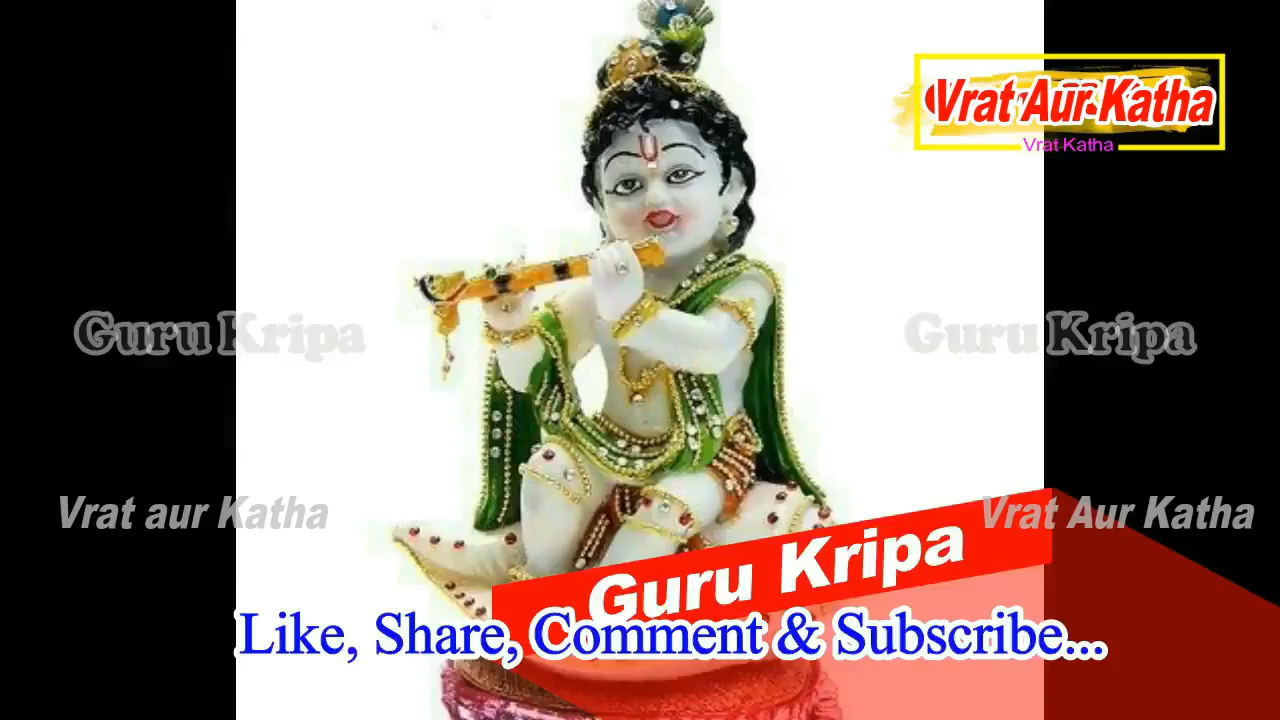 Vrat Aur Katha
Vrat Katha
Guru Kripa
Guru Kripa
Vrat aur Katha
Vrat Aur Katha
Guru Kripa
Like, Share, Comment & Subscribe...